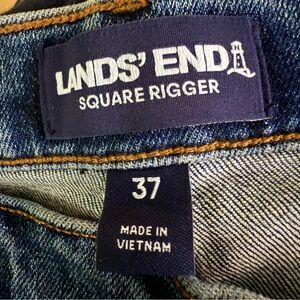 LANDS' END
SQUARE RIGGER
37
MADE IN
VIETNAM